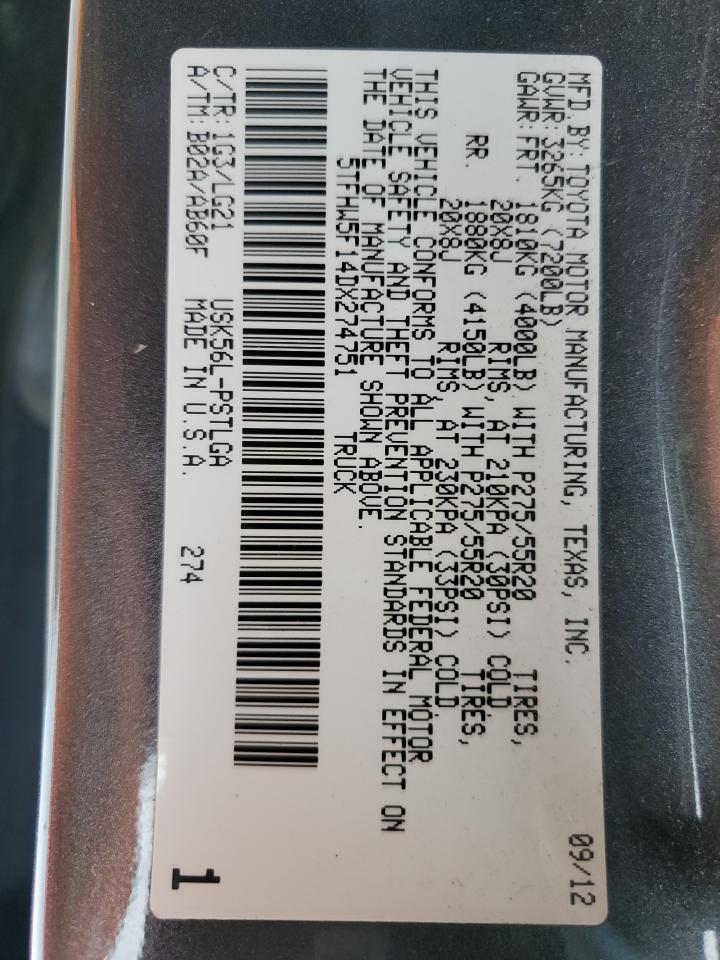 MFD. BY: TOYOTA MOTOR MANUFACTURING, TEXAS, INC. 09/12
GVWR: 3265KG (7200LB)
GAWR: FRT. 1810KG (4000LB) WITH P275/55R20 TIRES,
20X8J RIMS, AT 210KPA (30PSI) COLD.
RR. 1880KG (4150LB) WITH P275/55R20 TIRES,
20X8J RIMS, AT 230KPA (33PSI) COLD.
THIS VEHICLE CONFORMS TO ALL APPLICABLE FEDERAL MOTOR
VEHICLE SAFETY AND THEFT PREVENTION STANDARDS IN EFFECT ON
THE DATE OF MANUFACTURE SHOWN ABOVE.
5TFHW5F14DX274751 TRUCK
C/TR: 1G3/LG21 USK56L-PSTLGA
A/TM: B02A/AB60F MADE IN U.S.A. 274
1